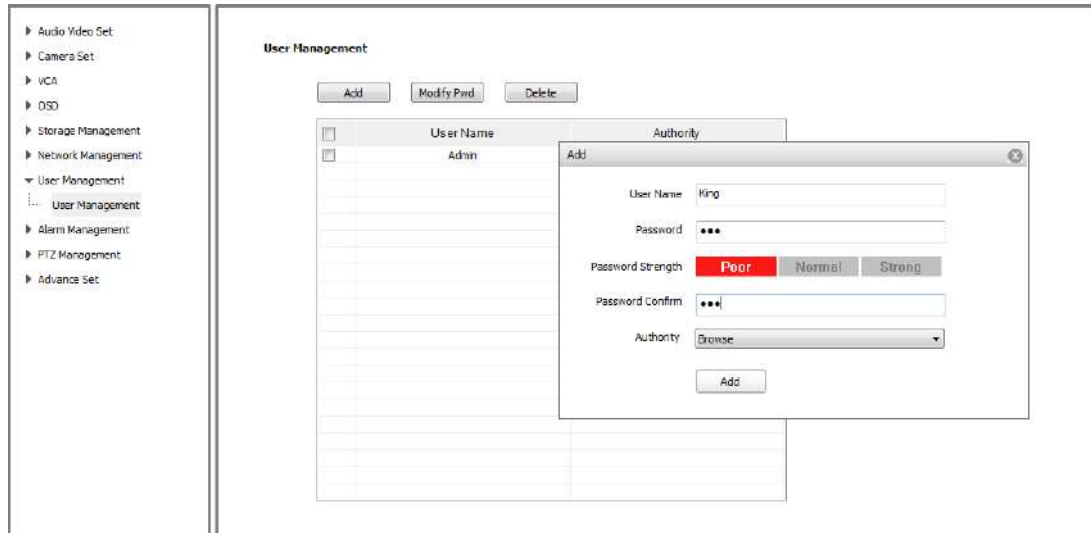 Audio Video Set
Camera Set
VCA
OSD
Storage Management
Network Management
User Management
User Management
Alarm Management
PTZ Management
Advance Set
User Management
Add
Modify Pwd
Delete
User Name
Authority
Admin
Add
User Name
King
Password
•••
Password Strength
Poor
Normal
Strong
Password Confirm
•••
Authority
Browse
Add